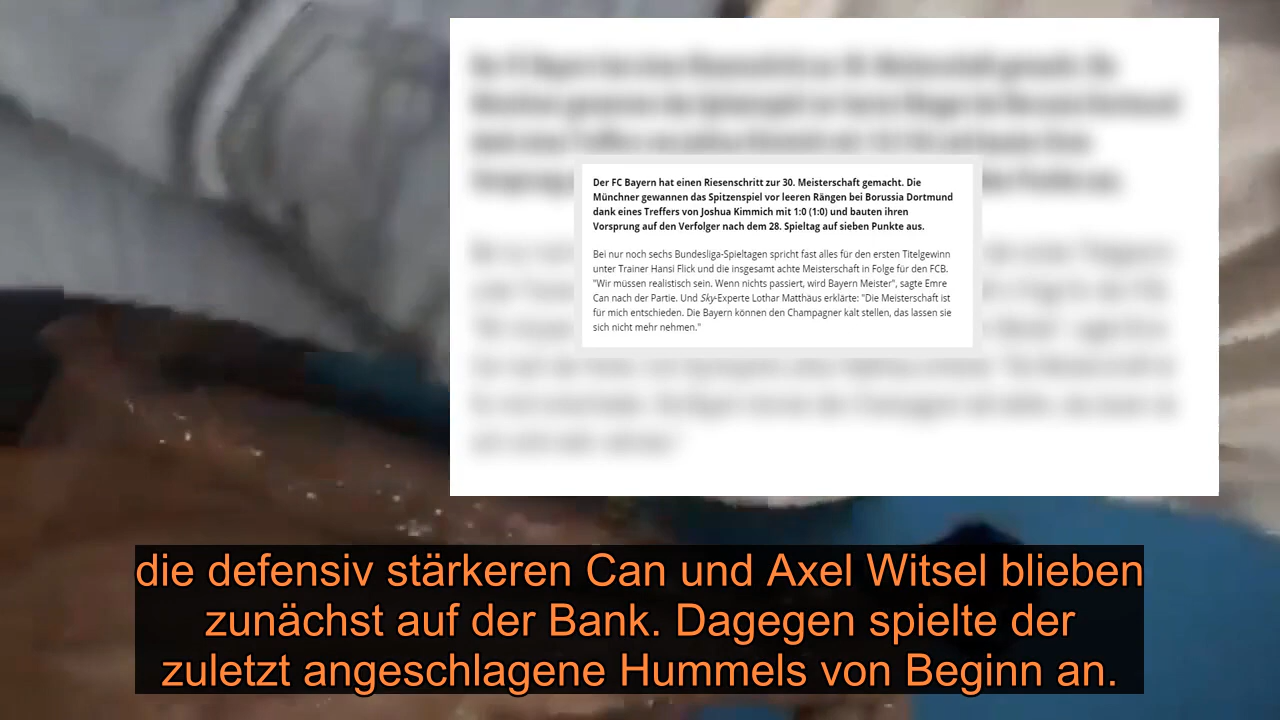 Der FC Bayern hat einen Riesenschritt zur 30. Meisterschaft gemacht. Die
Münchner gewannen das Spitzenspiel vor leeren Rängen bei Borussia Dortmund
dank eines Treffers von Joshua Kimmich mit 1:0 (1:0) und bauten ihren
Vorsprung auf den Verfolger nach dem 28. Spieltag auf sieben Punkte aus.
Bei nur noch sechs Bundesliga-Spieltagen spricht fast alles für den ersten Titelgewinn
unter Trainer Hansi Flick und die insgesamt achte Meisterschaft in Folge für den FCB.
"Wir müssen realistisch sein. Wenn nichts passiert, wird Bayern Meister", sagte Emre
Can nach der Partie. Und Sky-Experte Lothar Matthäus erklärte: "Die Meisterschaft ist
für mich entschieden. Die Bayern können den Champagner kalt stellen, das lassen sie
sich nicht mehr nehmen."
die defensiv stärkeren Can und Axel Witsel blieben
zunächst auf der Bank. Dagegen spielte der
zuletzt angeschlagene Hummels von Beginn an.